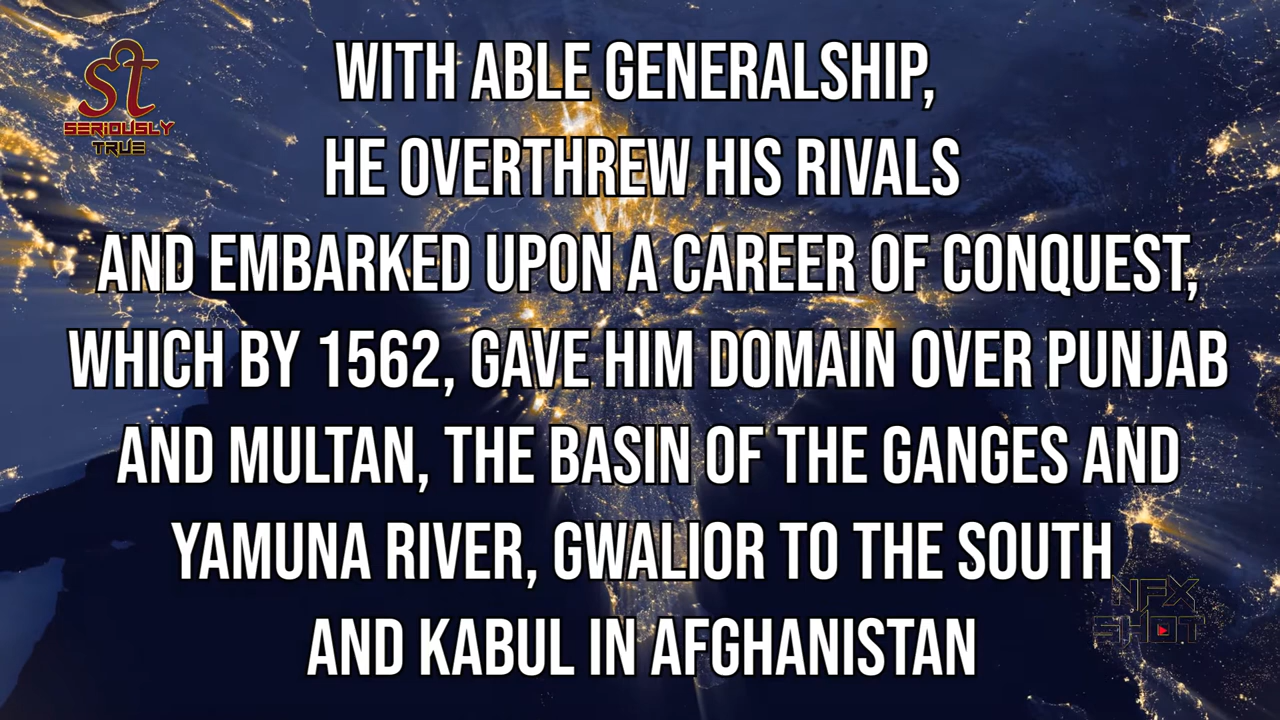 st
SERIOUSLY
TRUE
WITH ABLE GENERALSHIP,
HE OVERTHREW HIS RIVALS
AND EMBARKED UPON A CAREER OF CONQUEST,
WHICH BY 1562, GAVE HIM DOMAIN OVER PUNJAB
AND MULTAN, THE BASIN OF THE GANGES AND
YAMUNA RIVER, GWALIOR TO THE SOUTH
AND KABUL IN AFGHANISTAN
NFX
SHOT